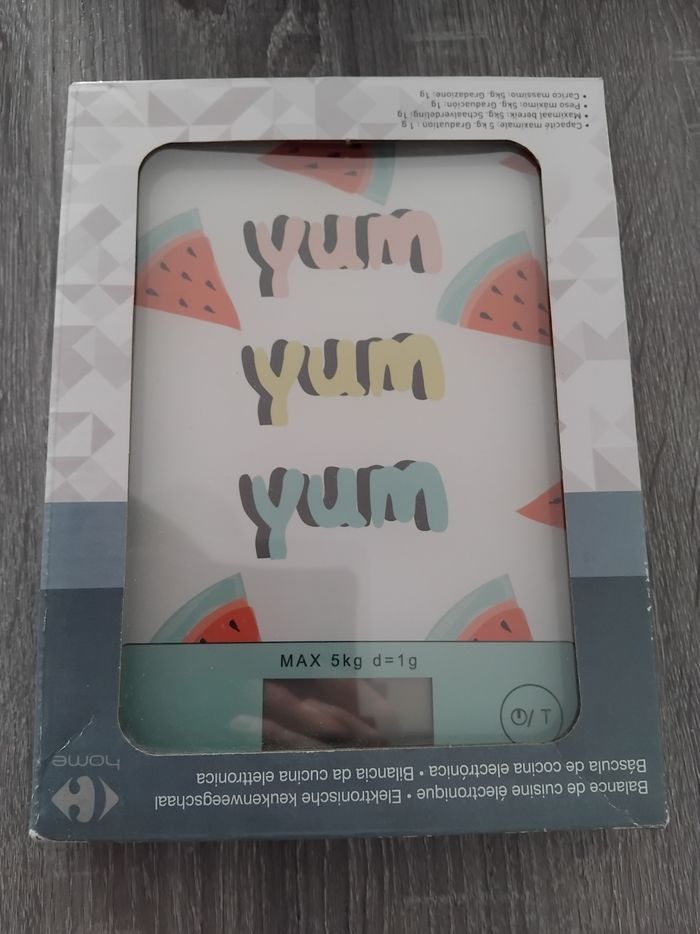 • Capacité maximale: 5 kg. Graduation : 1 g
• Maximaal bereik: 5kg. Schaalverdeling: 1g
• Peso máximo: 5kg. Graduación: 1g
• Carico massimo: 5kg. Gradazione: 1g
yum
yum
yum
MAX 5kg d=1g
/ T
Balance de cuisine électronique • Elektronische keukenweegschaal
Báscula de cocina electrónica • Bilancia da cucina elettronica
home